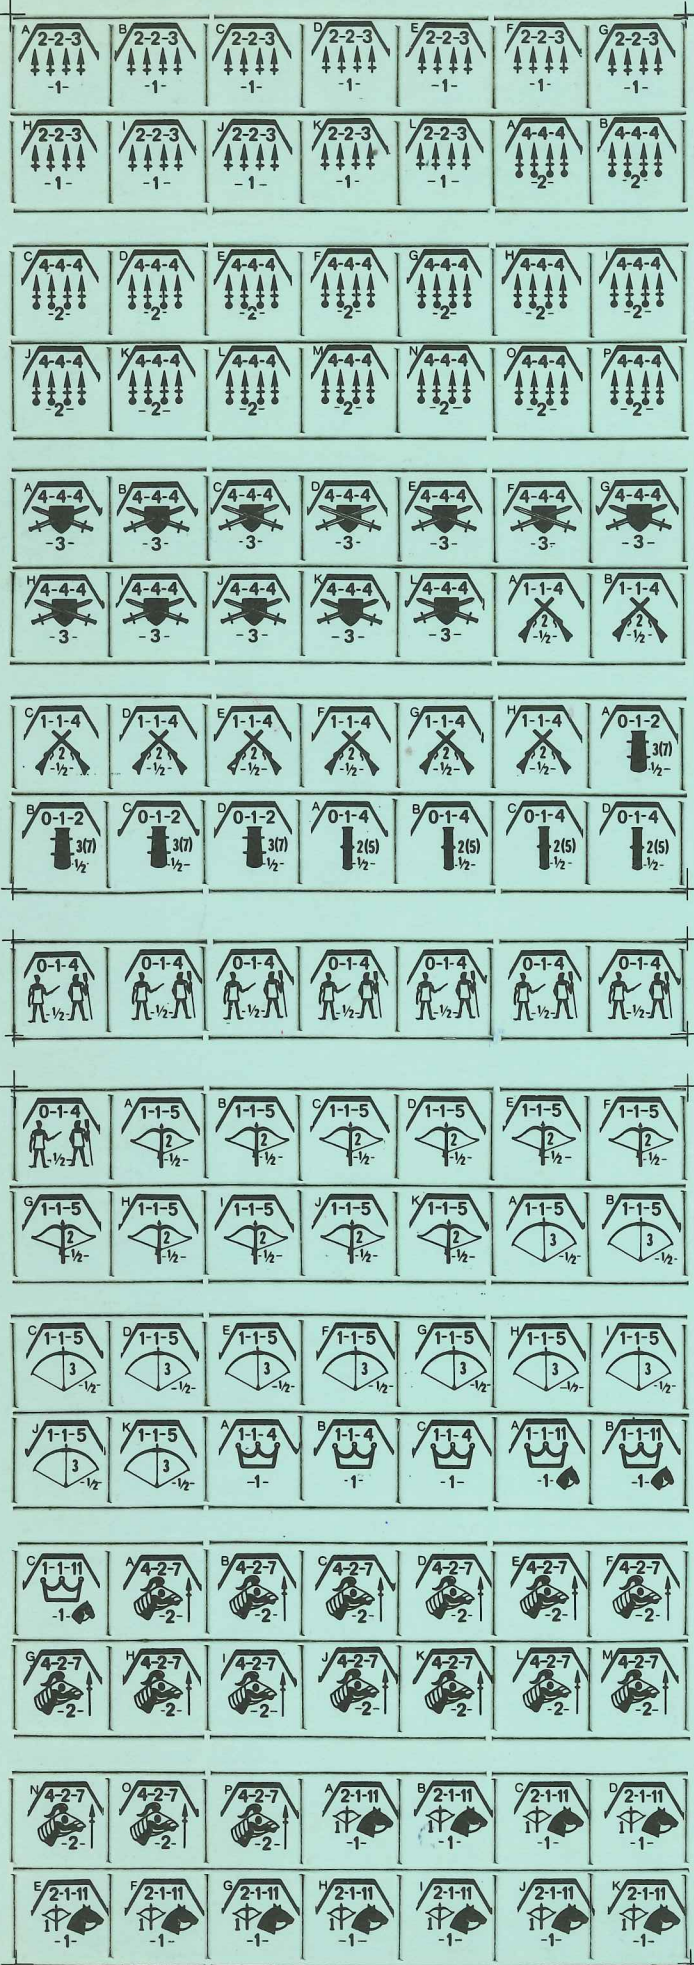 A B C D E F G
2-2-3 2-2-3 2-2-3 2-2-3 2-2-3 2-2-3 2-2-3
-1- -1- -1- -1- -1- -1- -1-
H I J K L A B
2-2-3 2-2-3 2-2-3 2-2-3 2-2-3 4-4-4 4-4-4
-1- -1- -1- -1- -1- -2- -2-
C D E F G H I
4-4-4 4-4-4 4-4-4 4-4-4 4-4-4 4-4-4 4-4-4
-2- -2- -2- -2- -2- -2- -2-
J K L M N O P
4-4-4 4-4-4 4-4-4 4-4-4 4-4-4 4-4-4 4-4-4
-2- -2- -2- -2- -2- -2- -2-
A B C D E F G
4-4-4 4-4-4 4-4-4 4-4-4 4-4-4 4-4-4 4-4-4
-3- -3- -3- -3- -3- -3- -3-
H I J K L A B
4-4-4 4-4-4 4-4-4 4-4-4 4-4-4 1-1-4 1-1-4
2 2
-3- -3- -3- -3- -3- -½- -½-
C D E F G H A
1-1-4 1-1-4 1-1-4 1-1-4 1-1-4 1-1-4 0-1-2
2 2 2 2 2 2 3(7)
-½- -½- -½- -½- -½- -½- -½-
B C D A B C D
0-1-2 0-1-2 0-1-2 0-1-4 0-1-4 0-1-4 0-1-4
3(7) 3(7) 3(7) 2(5) 2(5) 2(5) 2(5)
-½- -½- -½- -½- -½- -½- -½-
0-1-4 0-1-4 0-1-4 0-1-4 0-1-4 0-1-4 0-1-4
-½- -½- -½- -½- -½- -½- -½-
A B C D E F
0-1-4 1-1-5 1-1-5 1-1-5 1-1-5 1-1-5 1-1-5
2 2 2 2 2 2
-½- -½- -½- -½- -½- -½- -½-
G H I J K A B
1-1-5 1-1-5 1-1-5 1-1-5 1-1-5 1-1-5 1-1-5
2 2 2 2 2 3 3
-½- -½- -½- -½- -½- -½- -½-
C D E F G H I
1-1-5 1-1-5 1-1-5 1-1-5 1-1-5 1-1-5 1-1-5
3 3 3 3 3 3 3
-½- -½- -½- -½- -½- -½- -½-
J K A B C A B
1-1-5 1-1-5 1-1-4 1-1-4 1-1-4 1-1-11 1-1-11
3 3
-½- -½- -1- -1- -1- -1- -1-
C A B C D E F
1-1-11 4-2-7 4-2-7 4-2-7 4-2-7 4-2-7 4-2-7
-1- -2- -2- -2- -2- -2- -2-
G H I J K L M
4-2-7 4-2-7 4-2-7 4-2-7 4-2-7 4-2-7 4-2-7
-2- -2- -2- -2- -2- -2- -2-
N O P A B C D
4-2-7 4-2-7 4-2-7 2-1-11 2-1-11 2-1-11 2-1-11
1 1 1 1
-2- -2- -2- -1- -1- -1- -1-
E F G H I J K
2-1-11 2-1-11 2-1-11 2-1-11 2-1-11 2-1-11 2-1-11
1 1 1 1 1 1 1
-1- -1- -1- -1- -1- -1- -1-